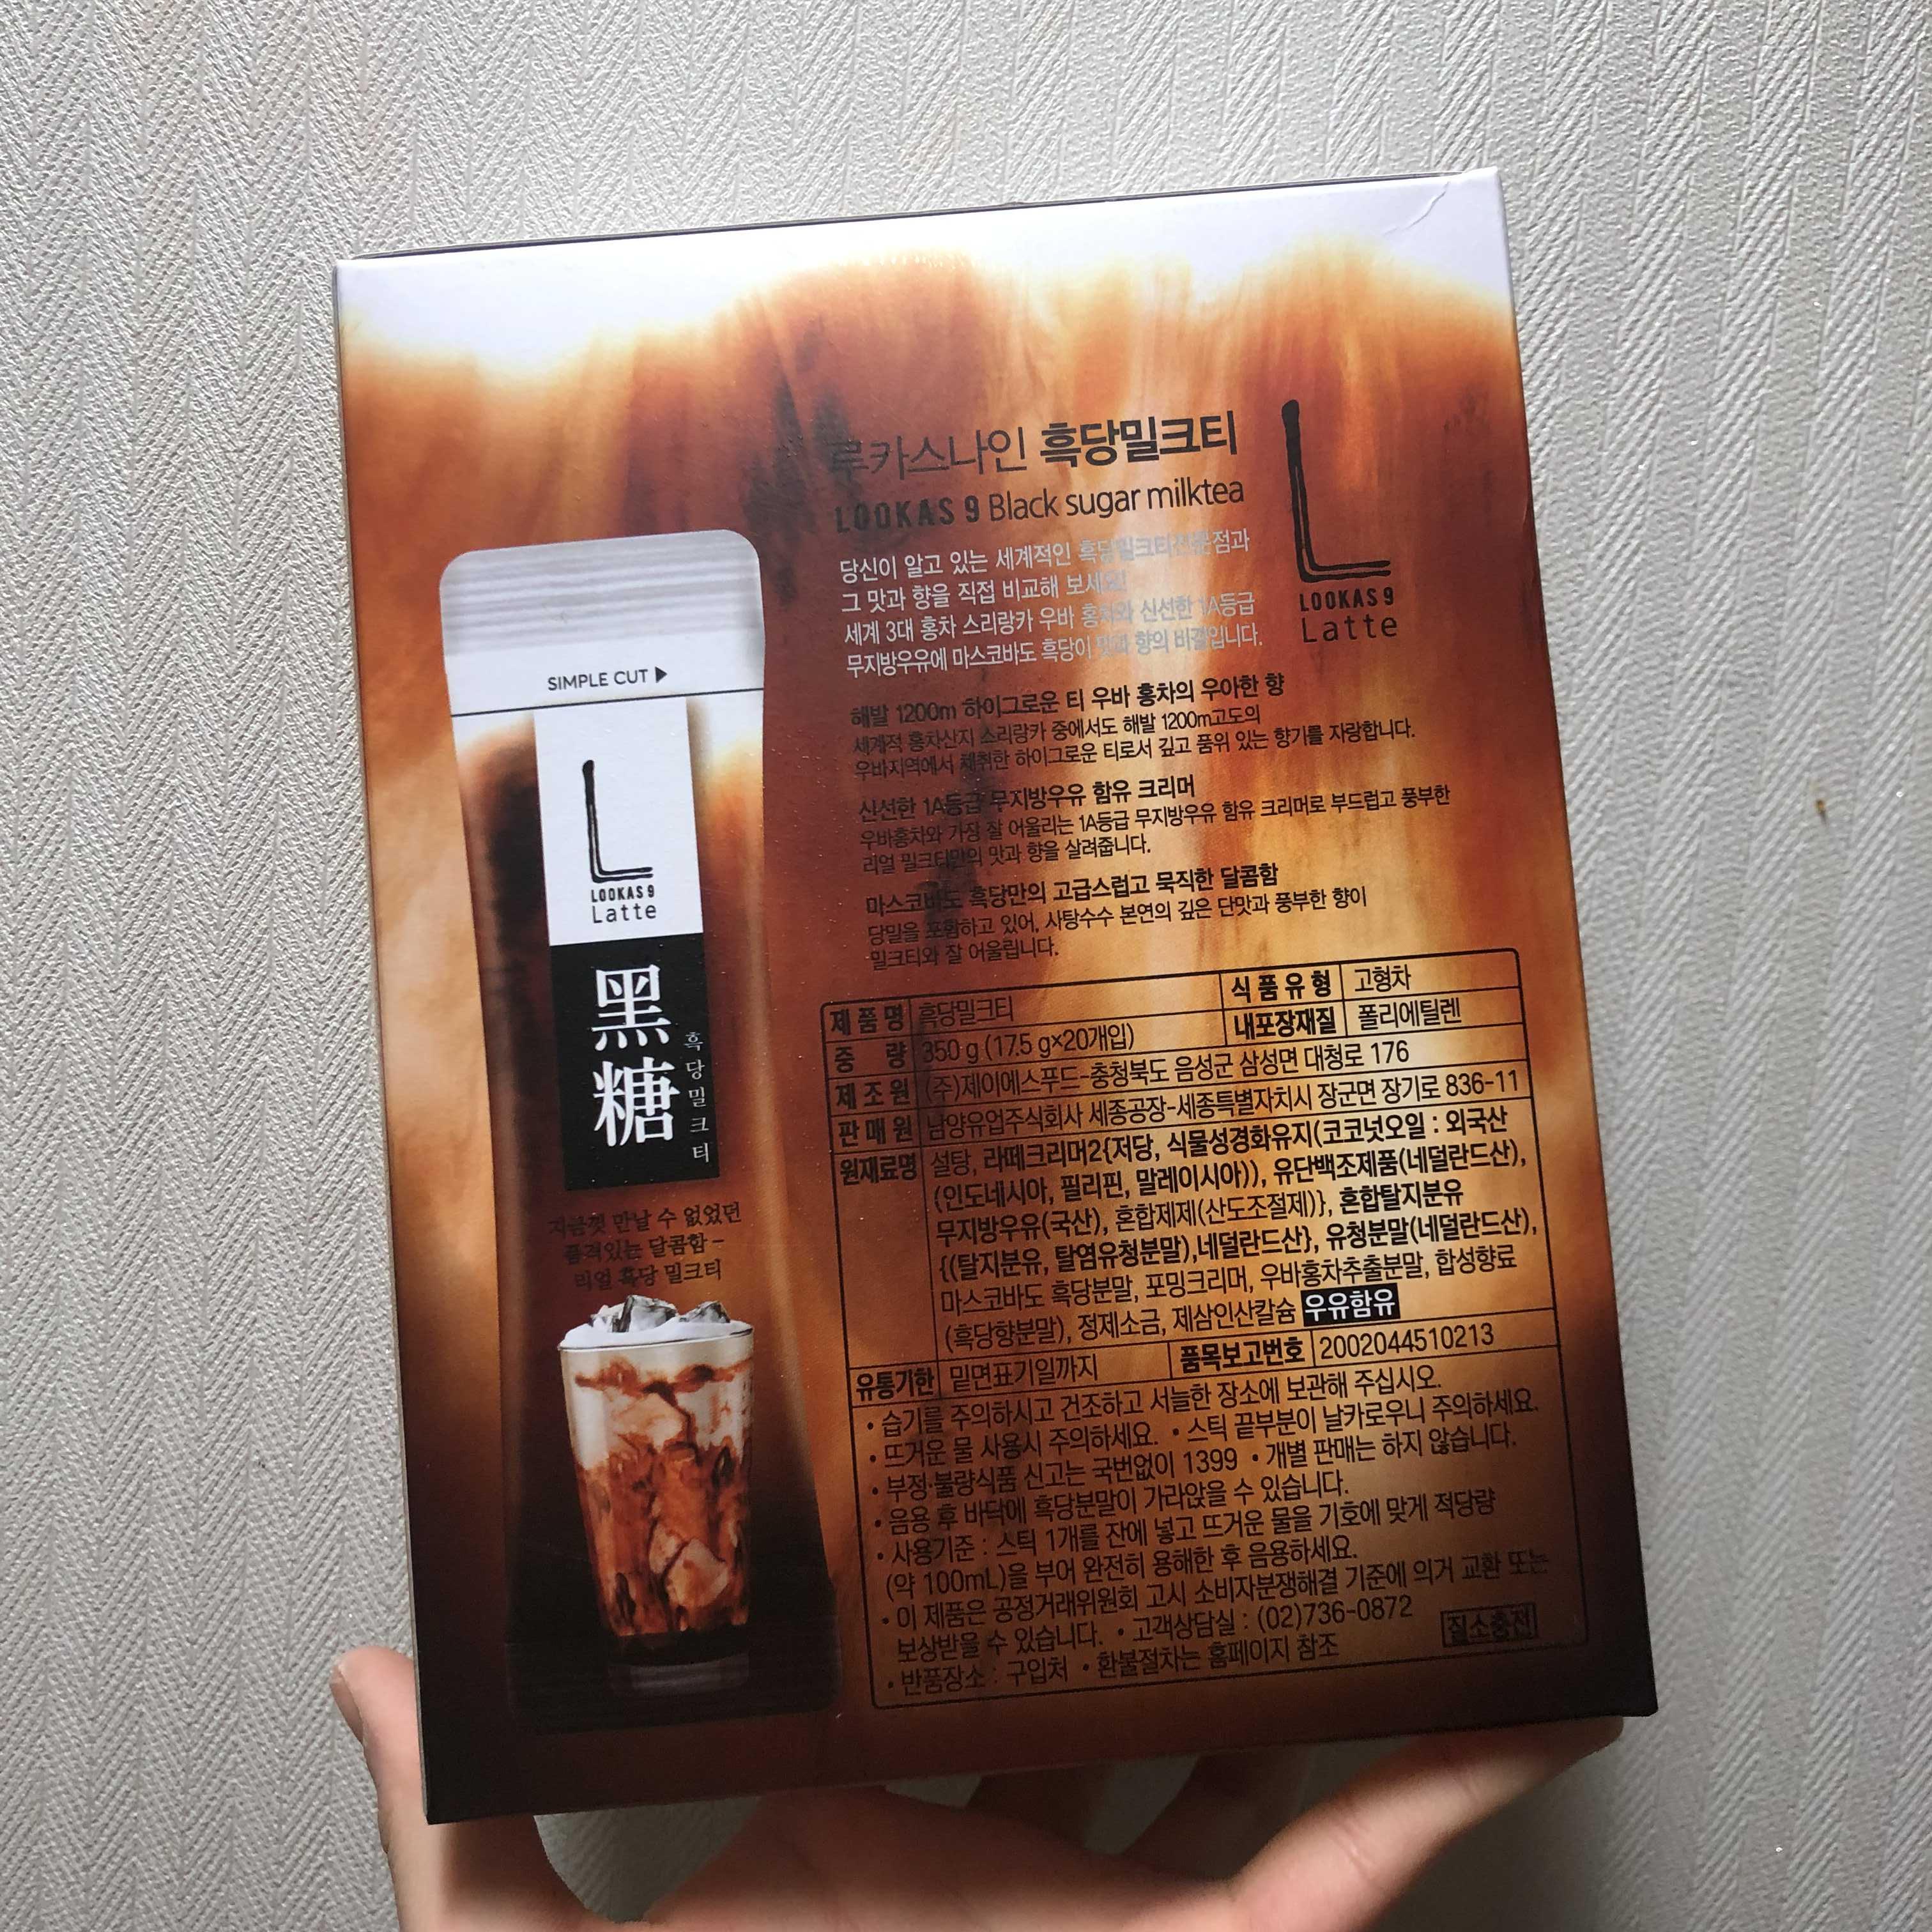 루카스나인 흑당밀크티
LOOKAS 9 Black sugar milktea
L
LOOKAS 9
Latte
당신이 알고 있는 세계적인 흑당밀크티전문점과
그 맛과 향을 직접 비교해 보세요!
세계 3대 홍차 스리랑카 우바 홍차와 신선한 1A등급
무지방우유에 마스코바도 흑당이 맛과 향의 비결입니다.
해발 1200m 하이그로운 티 우바 홍차의 우아한 향
세계적 홍차산지 스리랑카 중에서도 해발 1200m고도의
우바지역에서 채취한 하이그로운 티로서 깊고 품위 있는 향기를 자랑합니다.
신선한 1A등급 무지방우유 함유 크리머
우바홍차와 가장 잘 어울리는 1A등급 무지방우유 함유 크리머로 부드럽고 풍부한
리얼 밀크티만의 맛과 향을 살려줍니다.
마스코바도 흑당만의 고급스럽고 묵직한 달콤함
당밀을 포함하고 있어, 사탕수수 본연의 깊은 단맛과 풍부한 향이
밀크티와 잘 어울립니다.
SIMPLE CUT ▶
L
LOOKAS 9
Latte
黑糖
흑당밀크티
지금껏 만날 수 없었던
품격있는 달콤함 –
리얼 흑당 밀크티
제품명 흑당밀크티 식품유형 고형차
중 량 350 g (17.5 g×20개입) 내포장재질 폴리에틸렌
제조원 (주)제이에스푸드-충청북도 음성군 삼성면 대청로 176
판매원 남양유업주식회사 세종공장-세종특별자치시 장군면 장기로 836-11
원재료명 설탕, 라떼크리머2{저당, 식물성경화유지(코코넛오일 : 외국산
(인도네시아, 필리핀, 말레이시아)), 유단백조제품(네덜란드산),
무지방우유(국산), 혼합제제(산도조절제)}, 혼합탈지분유
{(탈지분유, 탈염유청분말),네덜란드산}, 유청분말(네덜란드산),
마스코바도 흑당분말, 포밍크리머, 우바홍차추출분말, 합성향료
(흑당향분말), 정제소금, 제삼인산칼슘 우유함유
유통기한 밑면표기일까지 품목보고번호 2002044510213
• 습기를 주의하시고 건조하고 서늘한 장소에 보관해 주십시오.
• 뜨거운 물 사용시 주의하세요. • 스틱 끝부분이 날카로우니 주의하세요.
• 부정·불량식품 신고는 국번없이 1399 • 개별 판매는 하지 않습니다.
• 음용 후 바닥에 흑당분말이 가라앉을 수 있습니다.
• 사용기준 : 스틱 1개를 잔에 넣고 뜨거운 물을 기호에 맞게 적당량
(약 100mL)을 부어 완전히 용해한 후 음용하세요.
• 이 제품은 공정거래위원회 고시 소비자분쟁해결 기준에 의거 교환 또는
보상받을 수 있습니다. • 고객상담실 : (02)736-0872
• 반품장소 : 구입처 • 환불절차는 홈페이지 참조
질소충전